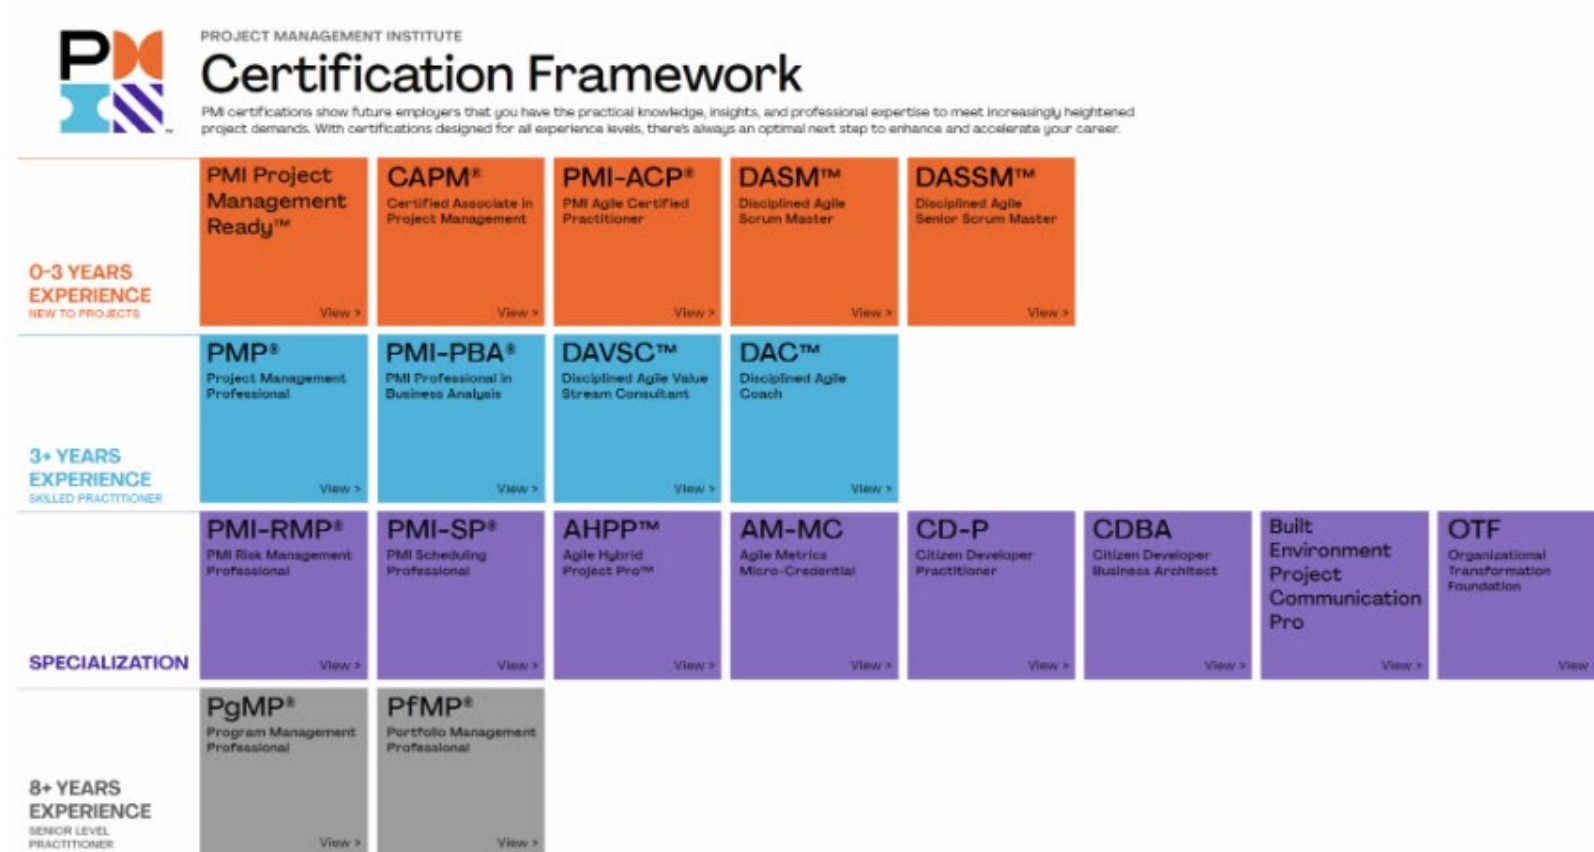 PM
PROJECT MANAGEMENT INSTITUTE
Certification Framework
PMI certifications show future employers that you have the practical knowledge, insights, and professional expertise to meet increasingly heightened
project demands. With certifications designed for all experience levels, there's always an optimal next step to enhance and accelerate your career.
0-3 YEARS
EXPERIENCE
NEW TO PROJECTS
PMI Project
Management
Ready™
View >
CAPM®
Certified Associate in
Project Management
View >
PMI-ACP®
PMI Agile Certified
Practitioner
View >
DASM™
Disciplined Agile
Scrum Master
View >
DASSM™
Disciplined Agile
Senior Scrum Master
View >
3+ YEARS
EXPERIENCE
SKILLED PRACTITIONER
PMP®
Project Management
Professional
View >
PMI-PBA®
PMI Professional in
Business Analysis
View >
DAVSC™
Disciplined Agile Value
Stream Consultant
View >
DAC™
Disciplined Agile
Coach
View >
SPECIALIZATION
PMI-RMP®
PMI Risk Management
Professional
View >
PMI-SP®
PMI Scheduling
Professional
View >
AHPP™
Agile Hybrid
Project Pro™
View >
AM-MC
Agile Metrics
Micro-Credential
View >
CD-P
Citizen Developer
Practitioner
View >
CDBA
Citizen Developer
Business Architect
View >
Built
Environment
Project
Communication
Pro
View >
OTF
Organizational
Transformation
Foundation
View
8+ YEARS
EXPERIENCE
SENIOR LEVEL
PRACTITIONER
PgMP®
Program Management
Professional
View >
PfMP®
Portfolio Management
Professional
View >